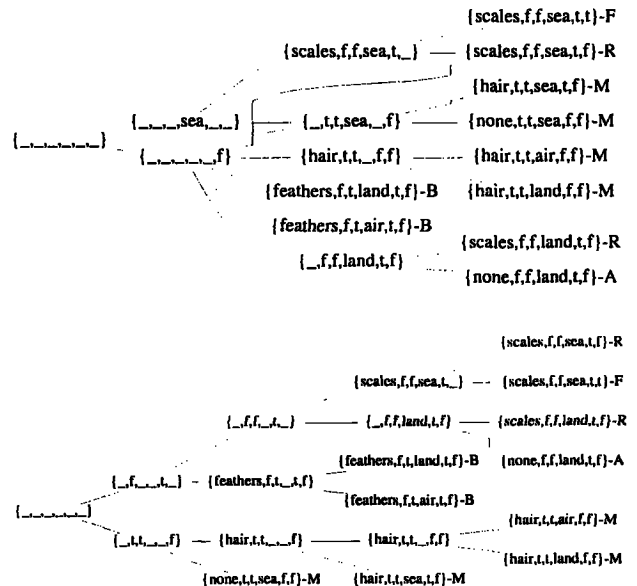 {scales,f,f,sea,t,t}-F
{scales,f,f,sea,t,_} {scales,f,f,sea,t,f}-R
{hair,t,t,sea,t,f}-M
{_,_,_,sea,_,_} {_,t,t,sea,_,f} {none,t,t,sea,f,f}-M
{_,_,_,_,_,_}
{_,_,_,_,_,f} {hair,t,t,_,f,f} {hair,t,t,air,f,f}-M
{feathers,f,t,land,t,f}-B {hair,t,t,land,f,f}-M
{feathers,f,t,air,t,f}-B
{scales,f,f,land,t,f}-R
{_,f,f,land,t,f}
{none,f,f,land,t,f}-A
{scales,f,f,sea,t,f}-R
{scales,f,f,sea,t,_} {scales,f,f,sea,t,t}-F
{_,f,f,_,t,_} {_,f,f,land,t,f} {scales,f,f,land,t,f}-R
{feathers,f,t,land,t,f}-B {none,f,f,land,t,f}-A
{_,f,_,_,t,_} {feathers,f,t,_,t,f}
{feathers,f,t,air,t,f}-B
{_,_,_,_,_,_}
{hair,t,t,air,f,f}-M
{_,t,t,_,_,f} {hair,t,t,_,_,f} {hair,t,t,_,f,f}
{hair,t,t,land,f,f}-M
{none,t,t,sea,f,f}-M {hair,t,t,sea,t,f}-M